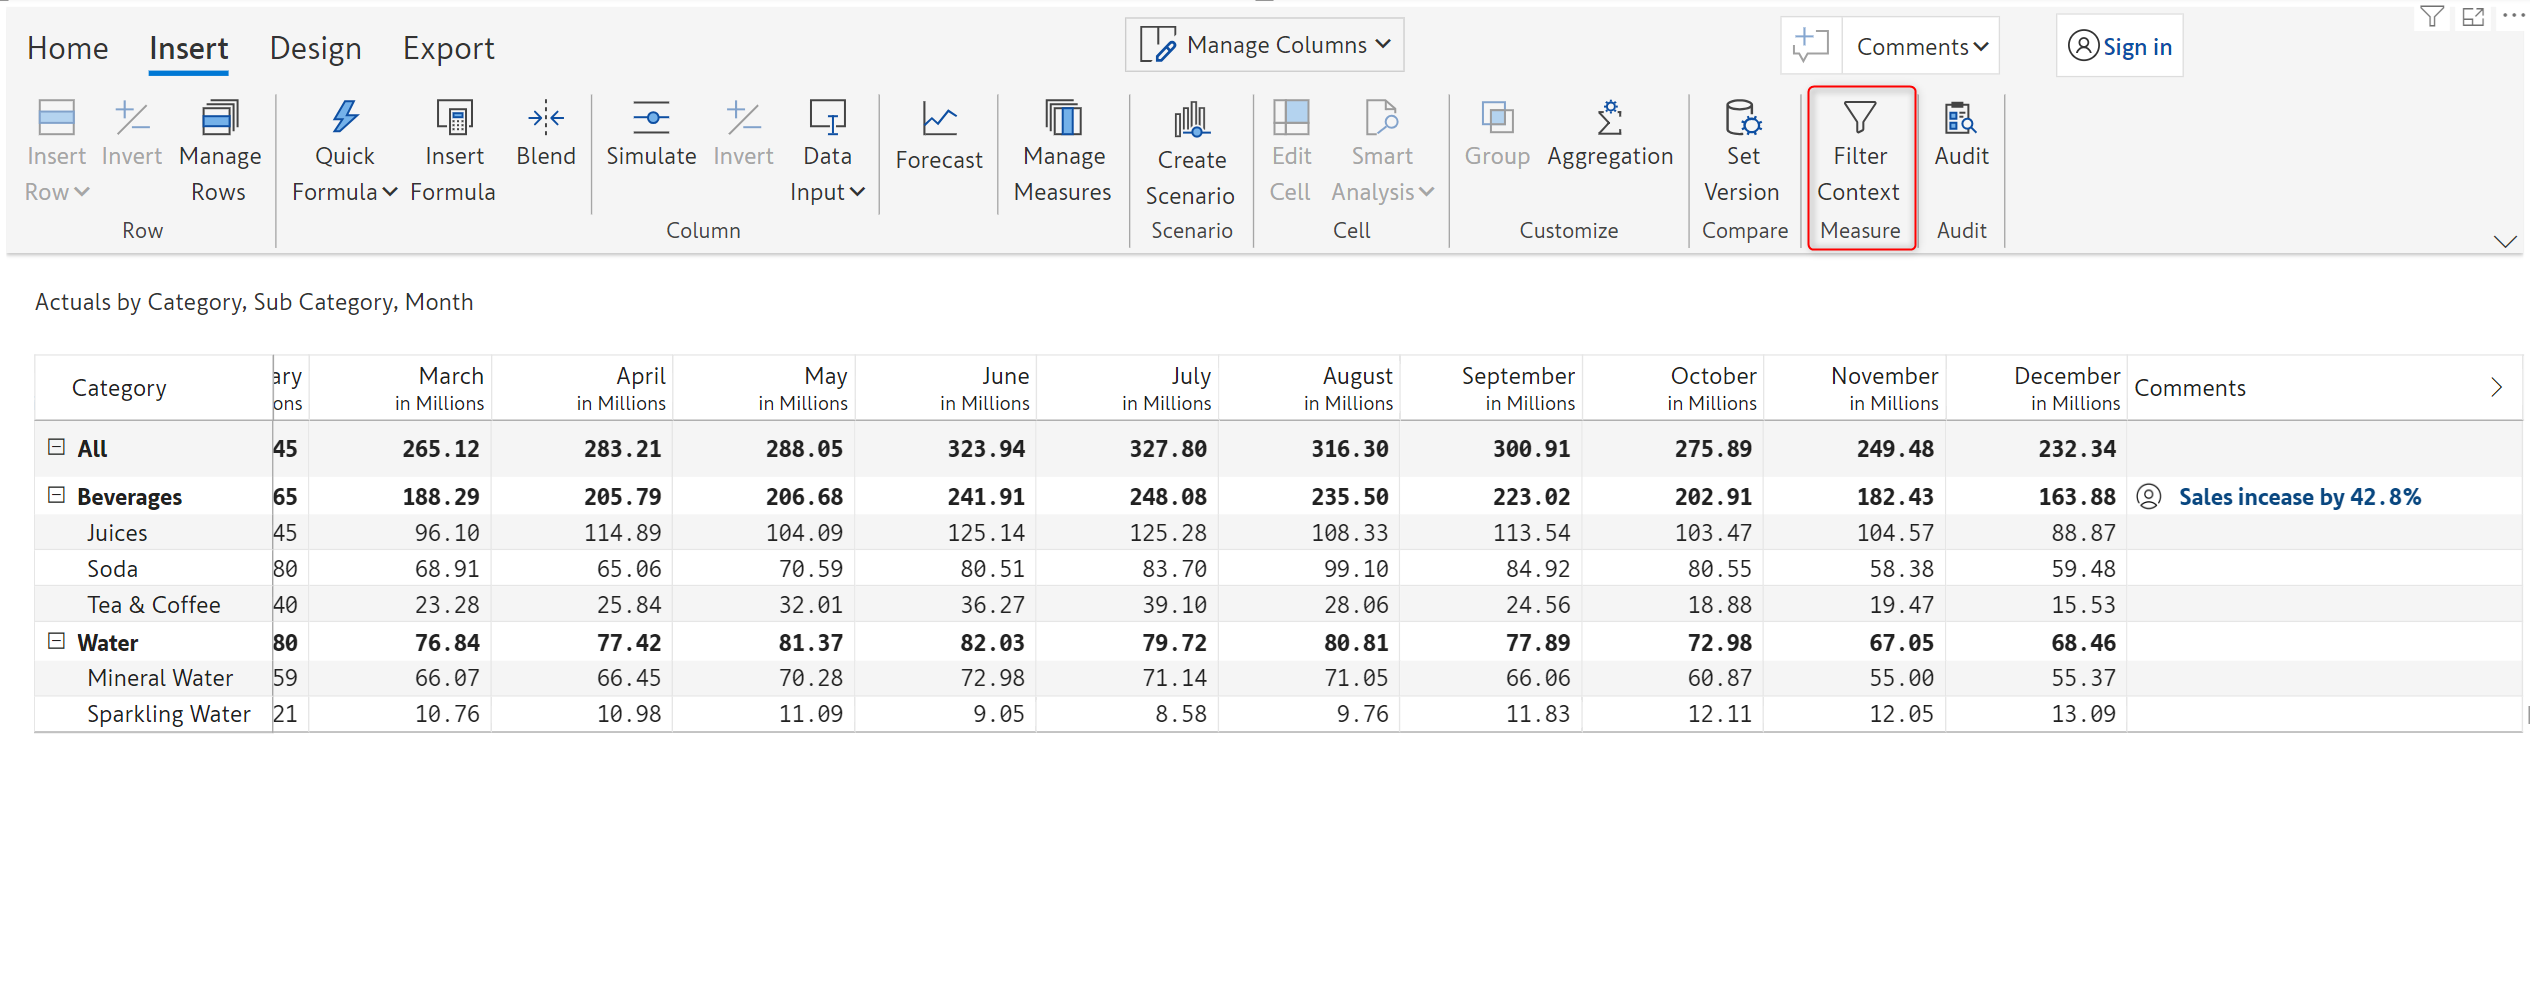 Home Insert Design Export Manage Columns Comments Sign in
Insert Row Invert Manage Rows Quick Formula Insert Formula Blend Simulate Invert Data Input Forecast Manage Measures Create Scenario Edit Cell Smart Analysis Group Aggregation Set Version Filter Context Audit
Row Column Scenario Cell Customize Compare Measure Audit
Actuals by Category, Sub Category, Month
Category ary March April May June July August September October November December Comments
ons in Millions in Millions in Millions in Millions in Millions in Millions in Millions in Millions in Millions in Millions
All 45 265.12 283.21 288.05 323.94 327.80 316.30 300.91 275.89 249.48 232.34
Beverages 65 188.29 205.79 206.68 241.91 248.08 235.50 223.02 202.91 182.43 163.88 Sales incease by 42.8%
Juices 45 96.10 114.89 104.09 125.14 125.28 108.33 113.54 103.47 104.57 88.87
Soda 80 68.91 65.06 70.59 80.51 83.70 99.10 84.92 80.55 58.38 59.48
Tea & Coffee 40 23.28 25.84 32.01 36.27 39.10 28.06 24.56 18.88 19.47 15.53
Water 80 76.84 77.42 81.37 82.03 79.72 80.81 77.89 72.98 67.05 68.46
Mineral Water 59 66.07 66.45 70.28 72.98 71.14 71.05 66.06 60.87 55.00 55.37
Sparkling Water 21 10.76 10.98 11.09 9.05 8.58 9.76 11.83 12.11 12.05 13.09